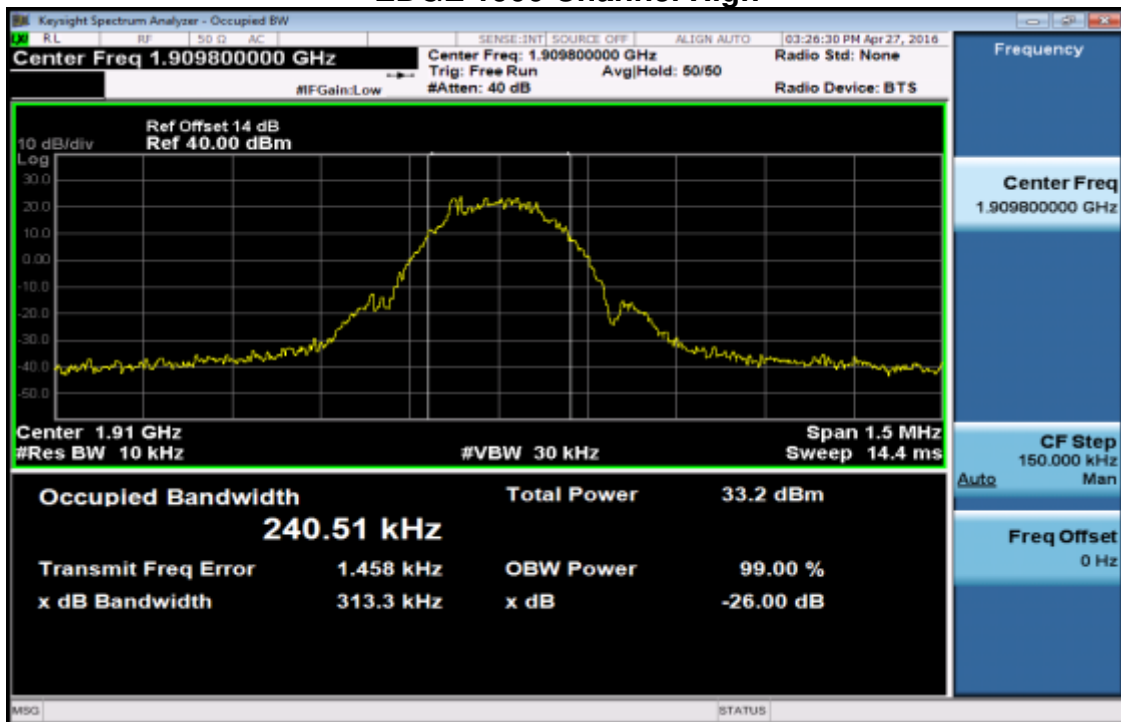 Keysight Spectrum Analyzer - Occupied BW
RL RF 50 Ω AC SENSE:INT SOURCE OFF ALIGN AUTO 03:26:30 PM Apr 27, 2016
Center Freq 1.909800000 GHz
Center Freq: 1.909800000 GHz
Radio Std: None
Trig: Free Run Avg|Hold: 50/50
#IFGain:Low #Atten: 40 dB Radio Device: BTS
Frequency
Ref Offset 14 dB
10 dB/div Ref 40.00 dBm
Log
30.0
20.0
10.0
0.00
-10.0
-20.0
-30.0
-40.0
-50.0
Center 1.91 GHz Span 1.5 MHz
#Res BW 10 kHz #VBW 30 kHz Sweep 14.4 ms
Occupied Bandwidth Total Power 33.2 dBm
240.51 kHz
Transmit Freq Error 1.458 kHz OBW Power 99.00 %
x dB Bandwidth 313.3 kHz x dB -26.00 dB
Center Freq
1.909800000 GHz
CF Step
150.000 kHz
Auto Man
Freq Offset
0 Hz
MSG STATUS